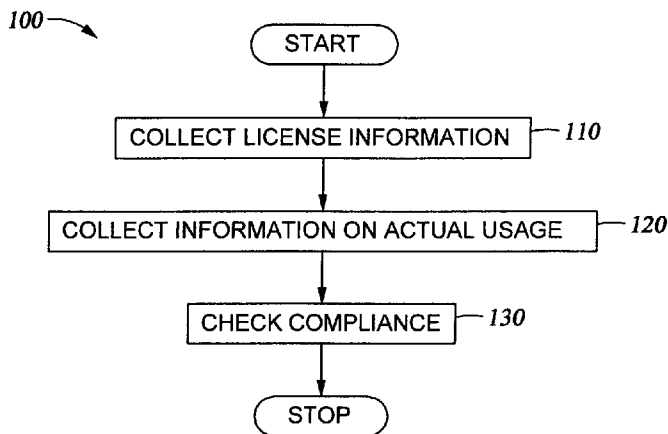 100
START
COLLECT LICENSE INFORMATION
110
COLLECT INFORMATION ON ACTUAL USAGE
120
CHECK COMPLIANCE
130
STOP